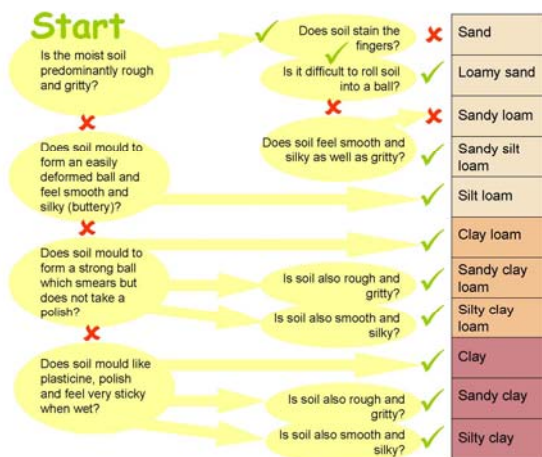 Start
Is the moist soil
predominantly rough
and gritty?
Does soil stain the
fingers?
Sand
Is it difficult to roll soil
into a ball?
Loamy sand
Sandy loam
Does soil feel smooth and
silky as well as gritty?
Sandy silt
loam
Does soil mould to
form an easily
deformed ball and
feel smooth and
silky (buttery)?
Silt loam
Does soil mould to
form a strong ball
which smears but
does not take a
polish?
Clay loam
Is soil also rough and
gritty?
Sandy clay
loam
Is soil also smooth and
silky?
Silty clay
loam
Does soil mould like
plasticine, polish
and feel very sticky
when wet?
Clay
Is soil also rough and
gritty?
Sandy clay
Is soil also smooth and
silky?
Silty clay